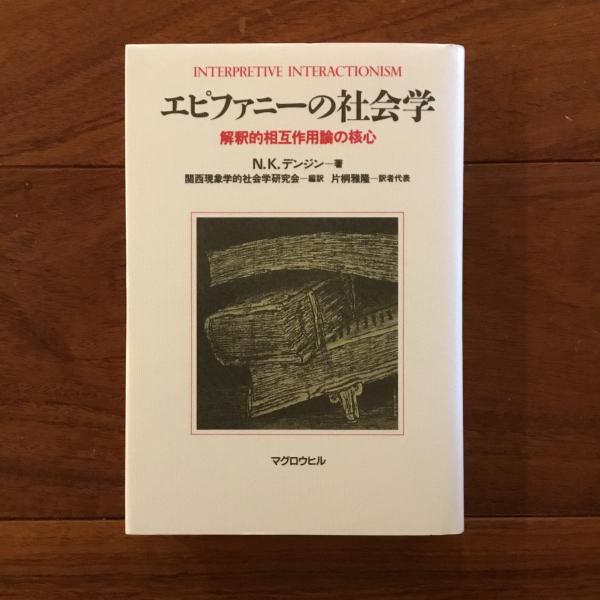 INTERPRETIVE INTERACTIONISM
エピファニーの社会学
解釈的相互作用論の核心
N.K.デンジン—著
関西現象学的社会学研究会—編訳 片桐雅隆—訳者代表
マグロウヒル